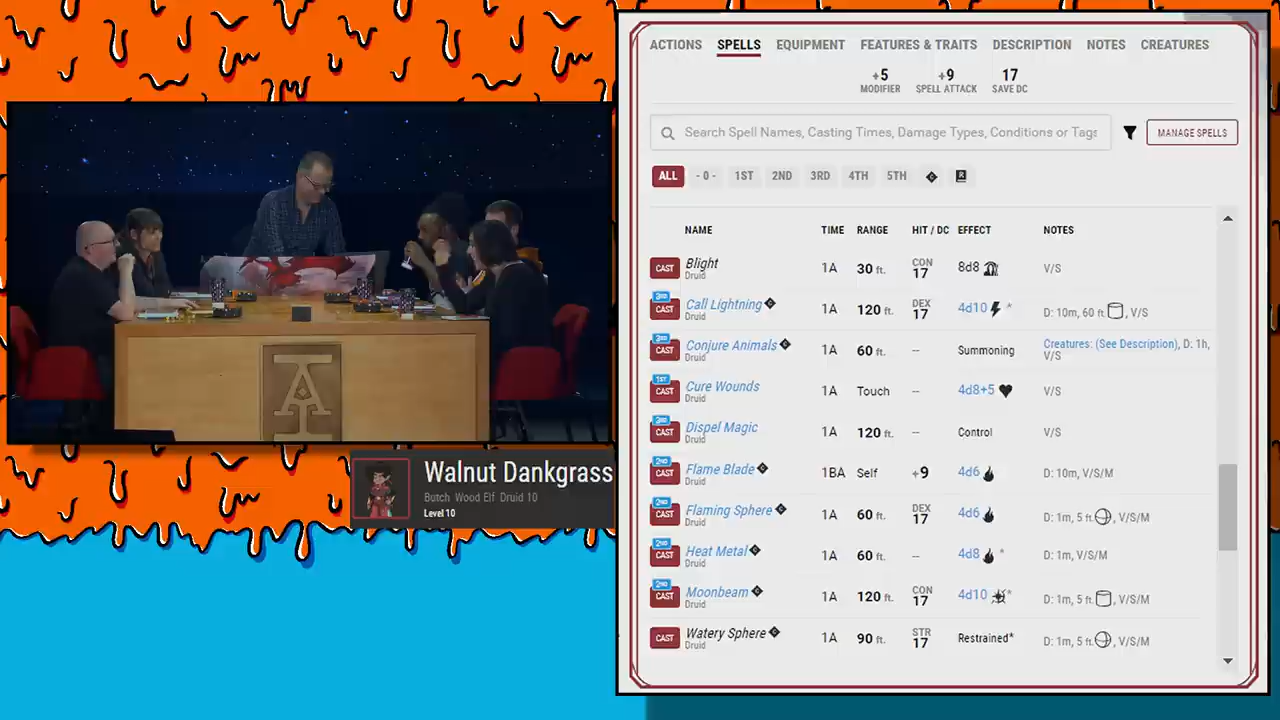 ACTIONS SPELLS EQUIPMENT FEATURES & TRAITS DESCRIPTION NOTES CREATURES
+5 +9 17
MODIFIER SPELL ATTACK SAVE DC
Search Spell Names, Casting Times, Damage Types, Conditions or Tags
MANAGE SPELLS
ALL - 0 - 1ST 2ND 3RD 4TH 5TH
NAME TIME RANGE HIT / DC EFFECT NOTES
CAST Blight Druid 1A 30 ft. CON 17 8d8 V/S
3RD CAST Call Lightning Druid 1A 120 ft. DEX 17 4d10 * D: 10m, 60 ft. , V/S
3RD CAST Conjure Animals Druid 1A 60 ft. -- Summoning Creatures: (See Description), D: 1h, V/S
1ST CAST Cure Wounds Druid 1A Touch -- 4d8+5 V/S
3RD CAST Dispel Magic Druid 1A 120 ft. -- Control V/S
2ND CAST Flame Blade Druid 1BA Self +9 4d6 D: 10m, V/S/M
2ND CAST Flaming Sphere Druid 1A 60 ft. DEX 17 4d6 D: 1m, 5 ft. , V/S/M
2ND CAST Heat Metal Druid 1A 60 ft. -- 4d8 * D: 1m, V/S/M
2ND CAST Moonbeam Druid 1A 120 ft. CON 17 4d10 * D: 1m, 5 ft. , V/S/M
CAST Watery Sphere Druid 1A 90 ft. STR 17 Restrained* D: 1m, 5 ft. , V/S/M
A
Walnut Dankgrass
Butch Wood Elf Druid 10
Level 10